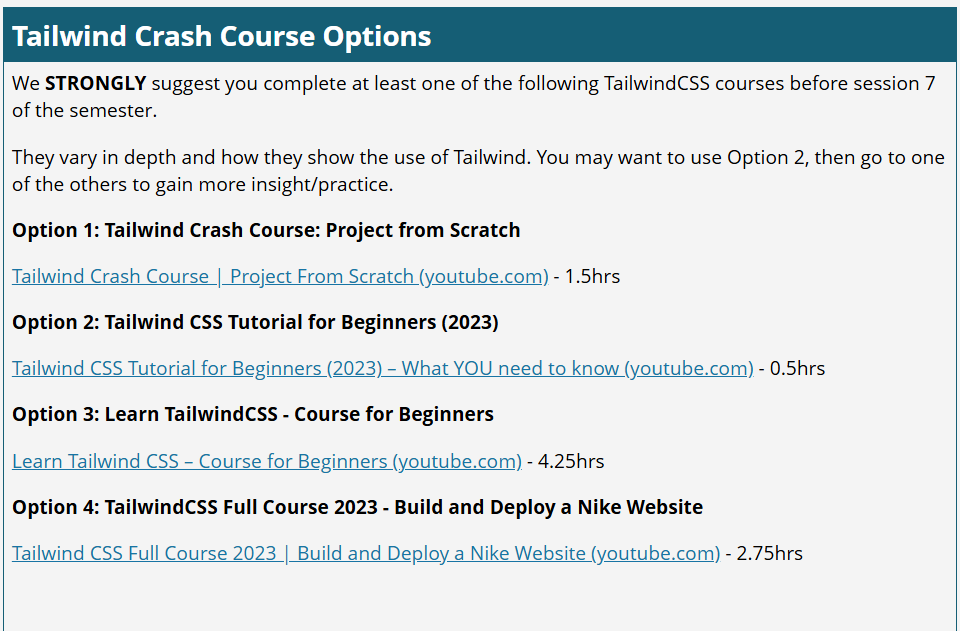 Tailwind Crash Course Options
We STRONGLY suggest you complete at least one of the following TailwindCSS courses before session 7
of the semester.
They vary in depth and how they show the use of Tailwind. You may want to use Option 2, then go to one
of the others to gain more insight/practice.
Option 1: Tailwind Crash Course: Project from Scratch
Tailwind Crash Course | Project From Scratch (youtube.com) - 1.5hrs
Option 2: Tailwind CSS Tutorial for Beginners (2023)
Tailwind CSS Tutorial for Beginners (2023) – What YOU need to know (youtube.com) - 0.5hrs
Option 3: Learn TailwindCSS - Course for Beginners
Learn Tailwind CSS – Course for Beginners (youtube.com) - 4.25hrs
Option 4: TailwindCSS Full Course 2023 - Build and Deploy a Nike Website
Tailwind CSS Full Course 2023 | Build and Deploy a Nike Website (youtube.com) - 2.75hrs